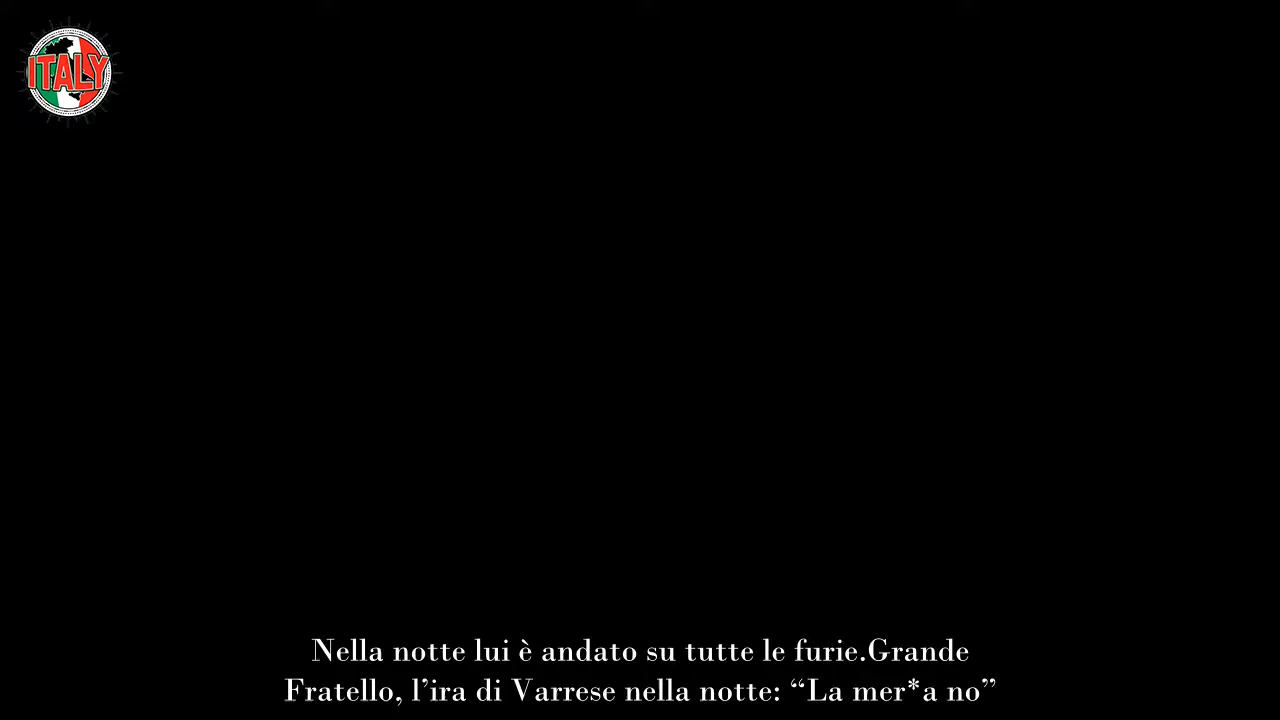 ITALY
Nella notte lui è andato su tutte le furie.Grande
Fratello, l’ira di Varrese nella notte: “La mer*a no”